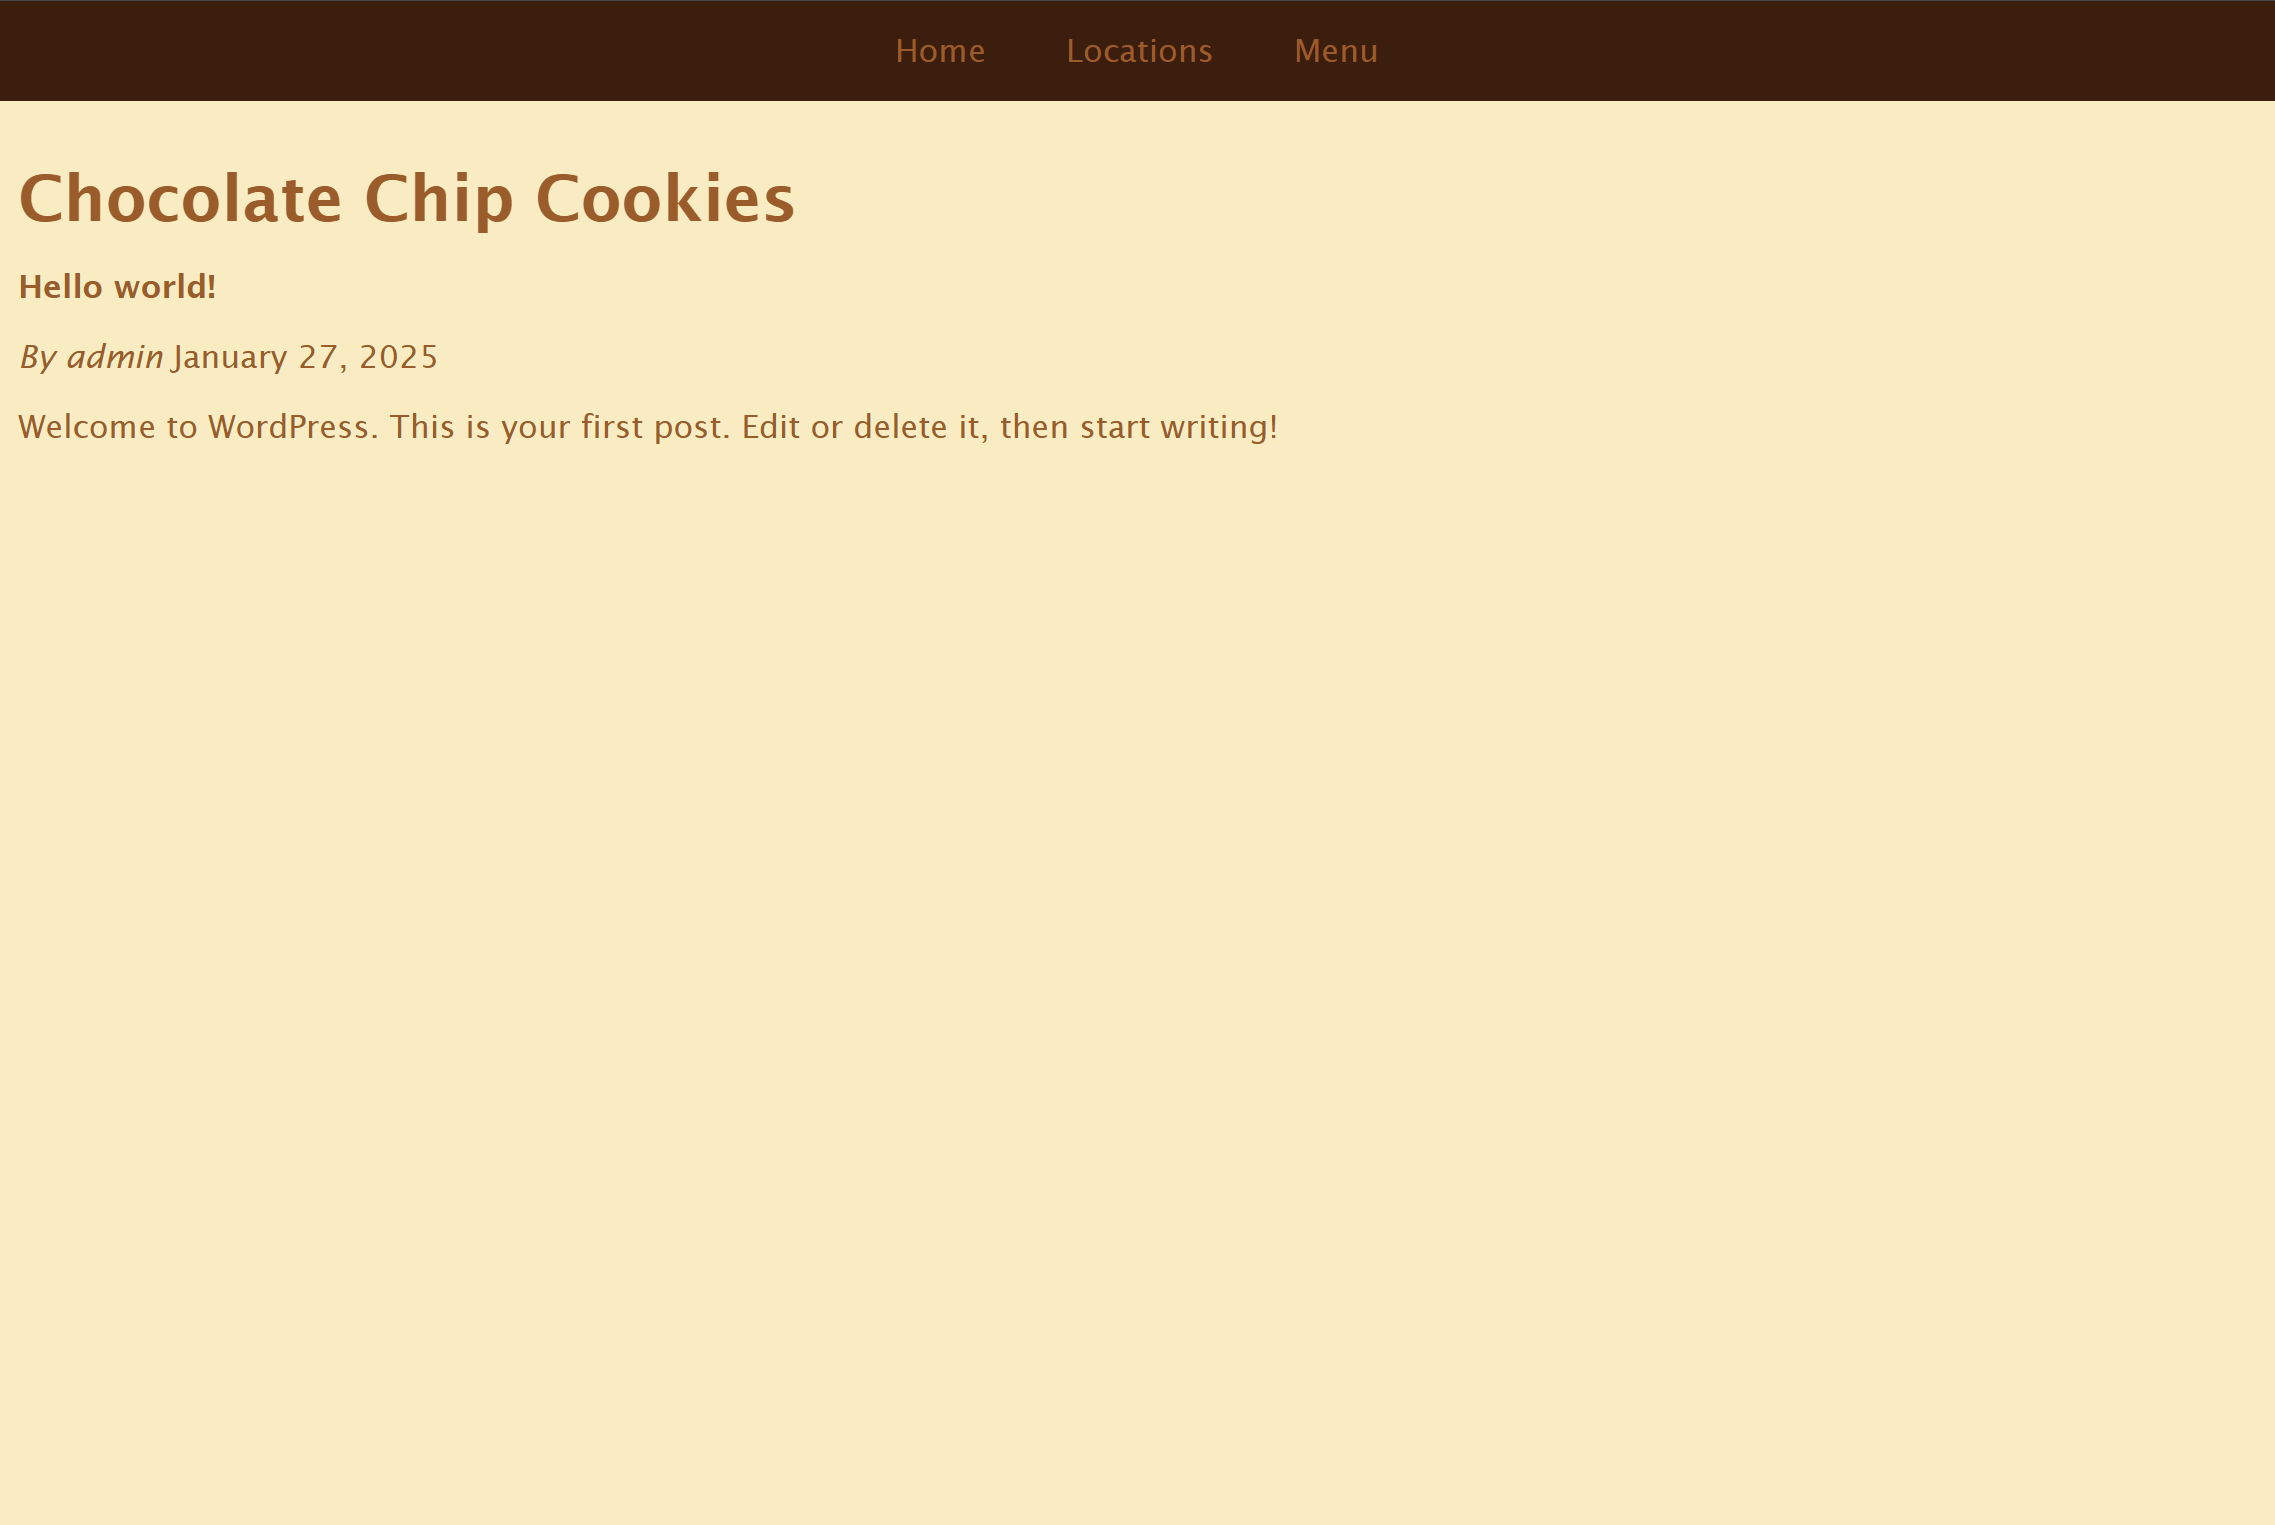 Home Locations Menu
Chocolate Chip Cookies
Hello world!
By admin January 27, 2025
Welcome to WordPress. This is your first post. Edit or delete it, then start writing!